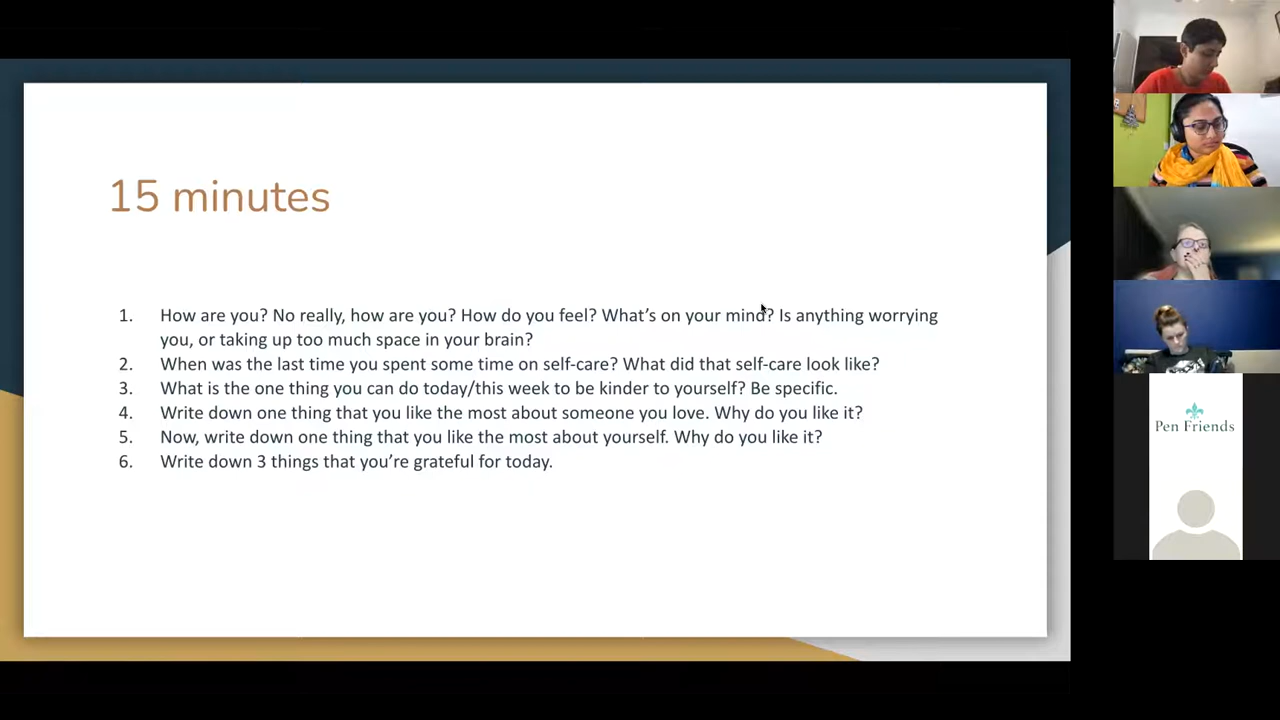 15 minutes
1. How are you? No really, how are you? How do you feel? What's on your mind? Is anything worrying
you, or taking up too much space in your brain?
2. When was the last time you spent some time on self-care? What did that self-care look like?
3. What is the one thing you can do today/this week to be kinder to yourself? Be specific.
4. Write down one thing that you like the most about someone you love. Why do you like it?
5. Now, write down one thing that you like the most about yourself. Why do you like it?
6. Write down 3 things that you're grateful for today.
Pen Friends